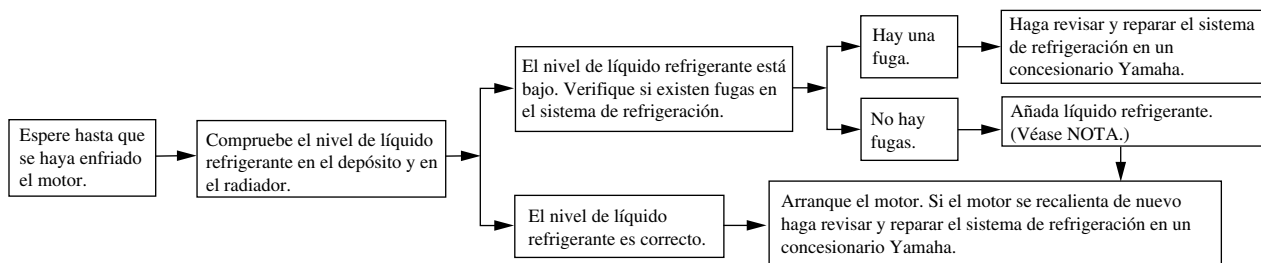 Espere hasta que
se haya enfriado
el motor.
Compruebe el nivel de líquido
refrigerante en el depósito y en
el radiador.
El nivel de líquido refrigerante está
bajo. Verifique si existen fugas en
el sistema de refrigeración.
Hay una
fuga.
Haga revisar y reparar el sistema
de refrigeración en un
concesionario Yamaha.
No hay
fugas.
Añada líquido refrigerante.
(Véase NOTA.)
El nivel de líquido
refrigerante es correcto.
Arranque el motor. Si el motor se recalienta de nuevo
haga revisar y reparar el sistema de refrigeración en un
concesionario Yamaha.